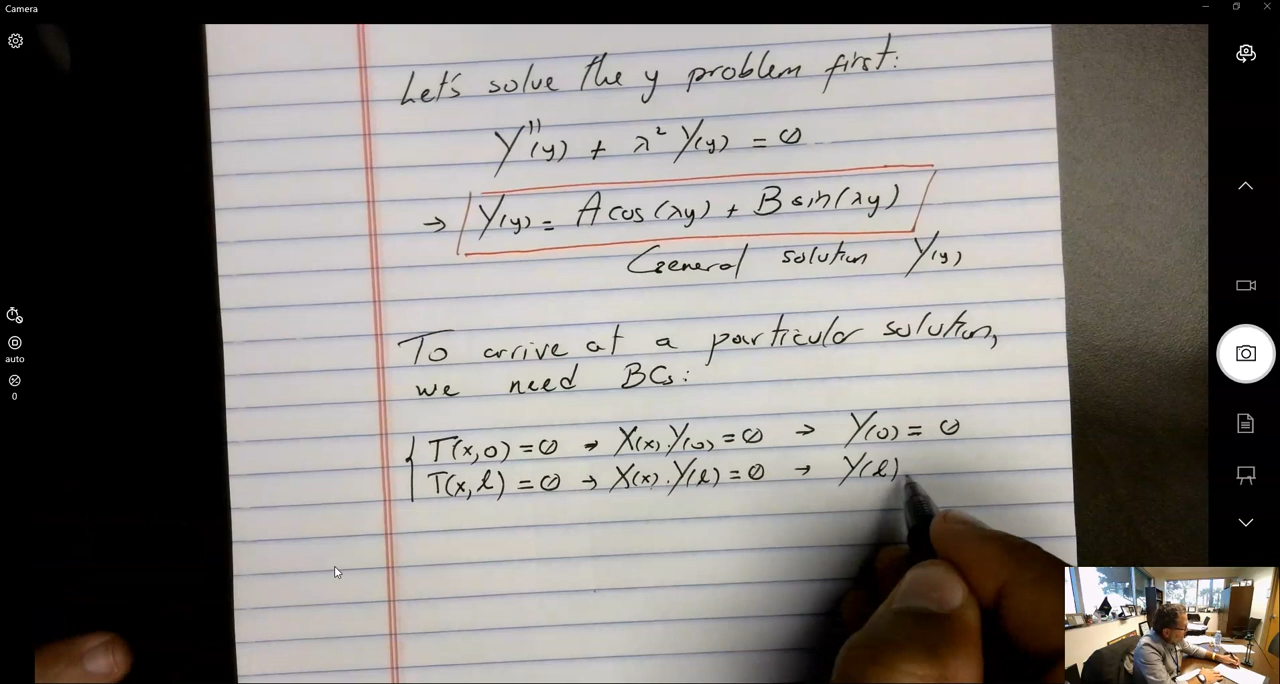 Camera
Let's solve the y problem first:
Y''(y) + λ² Y(y) = 0
→ Y(y) = A cos(λy) + B sin(λy)
General solution Y(y)
To arrive at a particular solution,
we need BCs:
T(x,0) = 0 → X(x).Y(0) = 0 → Y(0) = 0
T(x,l) = 0 → X(x).Y(l) = 0 → Y(l)
auto
0